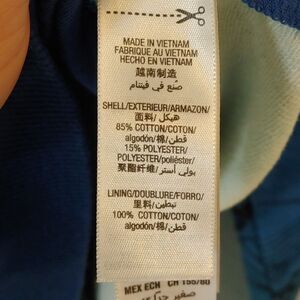 MADE IN VIETNAM
FABRIQUE AU VIETNAM
HECHO EN VIETNAM
越南制造
صنع في فيتنام
SHELL/EXTERIEUR/ARMAZON/
面料/هيكل/
85% COTTON/COTON/
algodón/棉/قطن/
15% POLYESTER/
POLYESTER/poliéster/
聚酯纤维/بولي أستر/
LINING/DOUBLURE/FORRO/
里料/تبطين/
100% COTTON/COTON/
algodón/棉/قطن/
MEX ECH CH 155/80